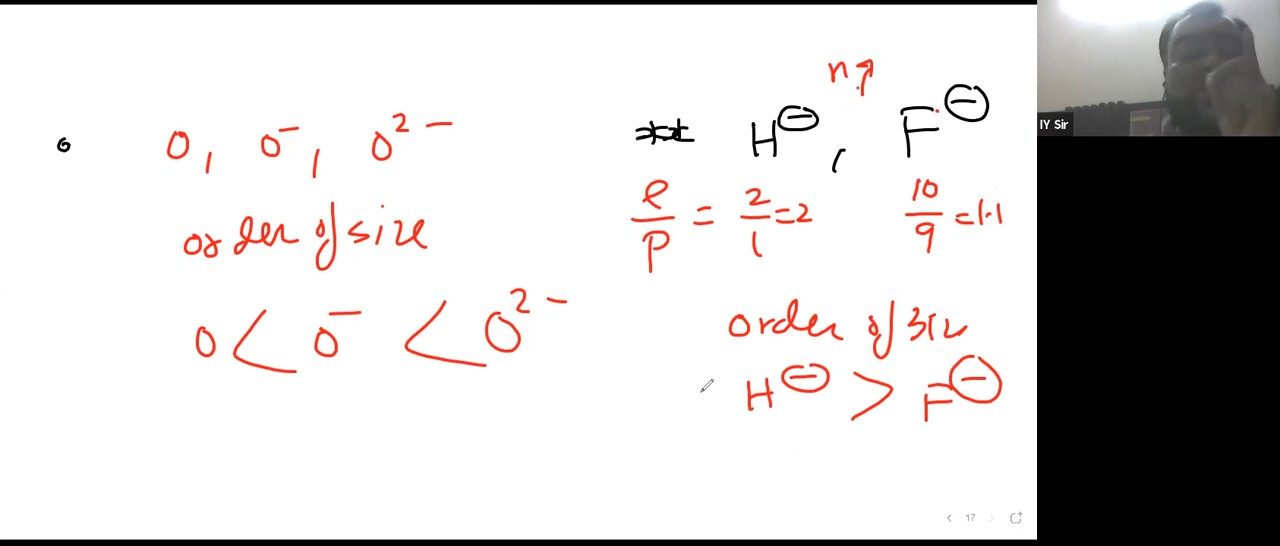 O, O⁻, O²⁻
order of size
O < O⁻ < O²⁻
n↑
** H⊖, F⊖
e/p = 2/1 = 2 10/9 = 1.1
order of size
H⊖ > F⊖
IY Sir
17